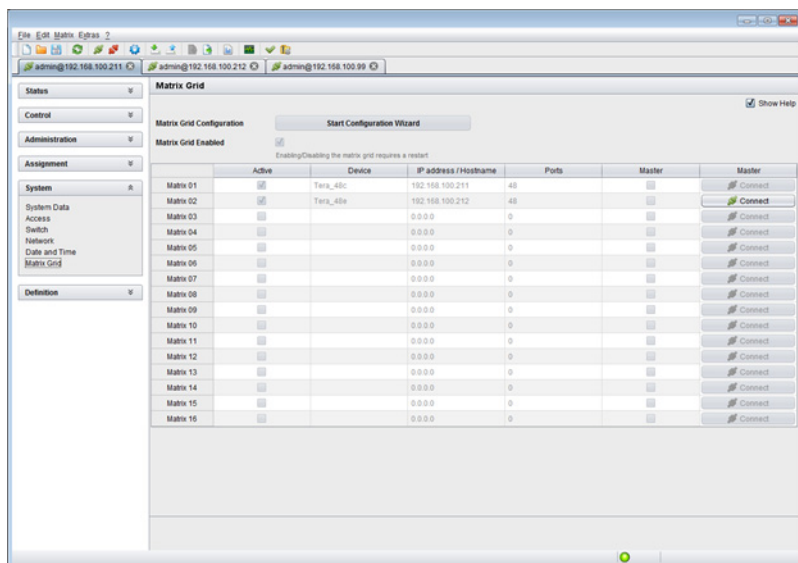 File Edit Matrix Extras ?
admin@192.168.100.211 admin@192.168.100.212 admin@192.168.100.99
Status
Control
Administration
Assignment
System
System Data
Access
Switch
Network
Date and Time
Matrix Grid
Definition
Matrix Grid
Show Help
Matrix Grid Configuration Start Configuration Wizard
Matrix Grid Enabled
Enabling/Disabling the matrix grid requires a restart
Active Device IP address / Hostname Ports Master Master
Matrix 01 Tera_48c 192.168.100.211 48 Connect
Matrix 02 Tera_48e 192.168.100.212 48 Connect
Matrix 03 0.0.0.0 0 Connect
Matrix 04 0.0.0.0 0 Connect
Matrix 05 0.0.0.0 0 Connect
Matrix 06 0.0.0.0 0 Connect
Matrix 07 0.0.0.0 0 Connect
Matrix 08 0.0.0.0 0 Connect
Matrix 09 0.0.0.0 0 Connect
Matrix 10 0.0.0.0 0 Connect
Matrix 11 0.0.0.0 0 Connect
Matrix 12 0.0.0.0 0 Connect
Matrix 13 0.0.0.0 0 Connect
Matrix 14 0.0.0.0 0 Connect
Matrix 15 0.0.0.0 0 Connect
Matrix 16 0.0.0.0 0 Connect